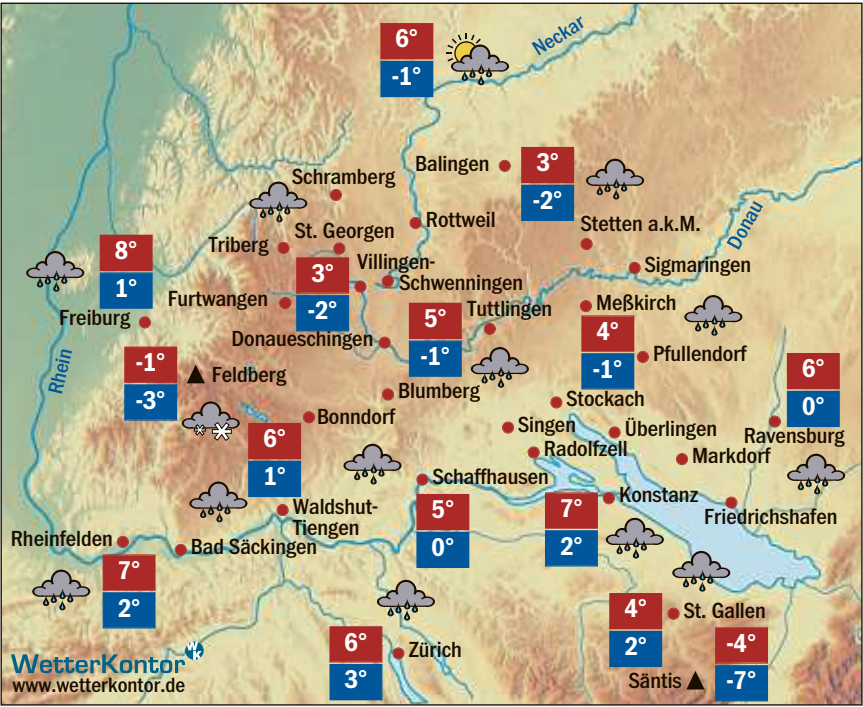 6°
-1°
Neckar
Balingen
3°
-2°
Schramberg
Rottweil
Stetten a.k.M.
Donau
Triberg
St. Georgen
8°
1°
Villingen-
Schwenningen
3°
-2°
Sigmaringen
Furtwangen
Tuttlingen
Meßkirch
Freiburg
5°
-1°
4°
-1°
Donaueschingen
Pfullendorf
Rhein
-1°
-3°
Feldberg
6°
0°
Blumberg
Stockach
Bonndorf
Singen
Überlingen
Ravensburg
6°
1°
Radolfzell
Markdorf
Schaffhausen
Konstanz
Friedrichshafen
Waldshut-
Tiengen
5°
0°
7°
2°
Rheinfelden
Bad Säckingen
7°
2°
4°
2°
St. Gallen
6°
3°
Zürich
-4°
-7°
Säntis
WetterKontor
WK
www.wetterkontor.de